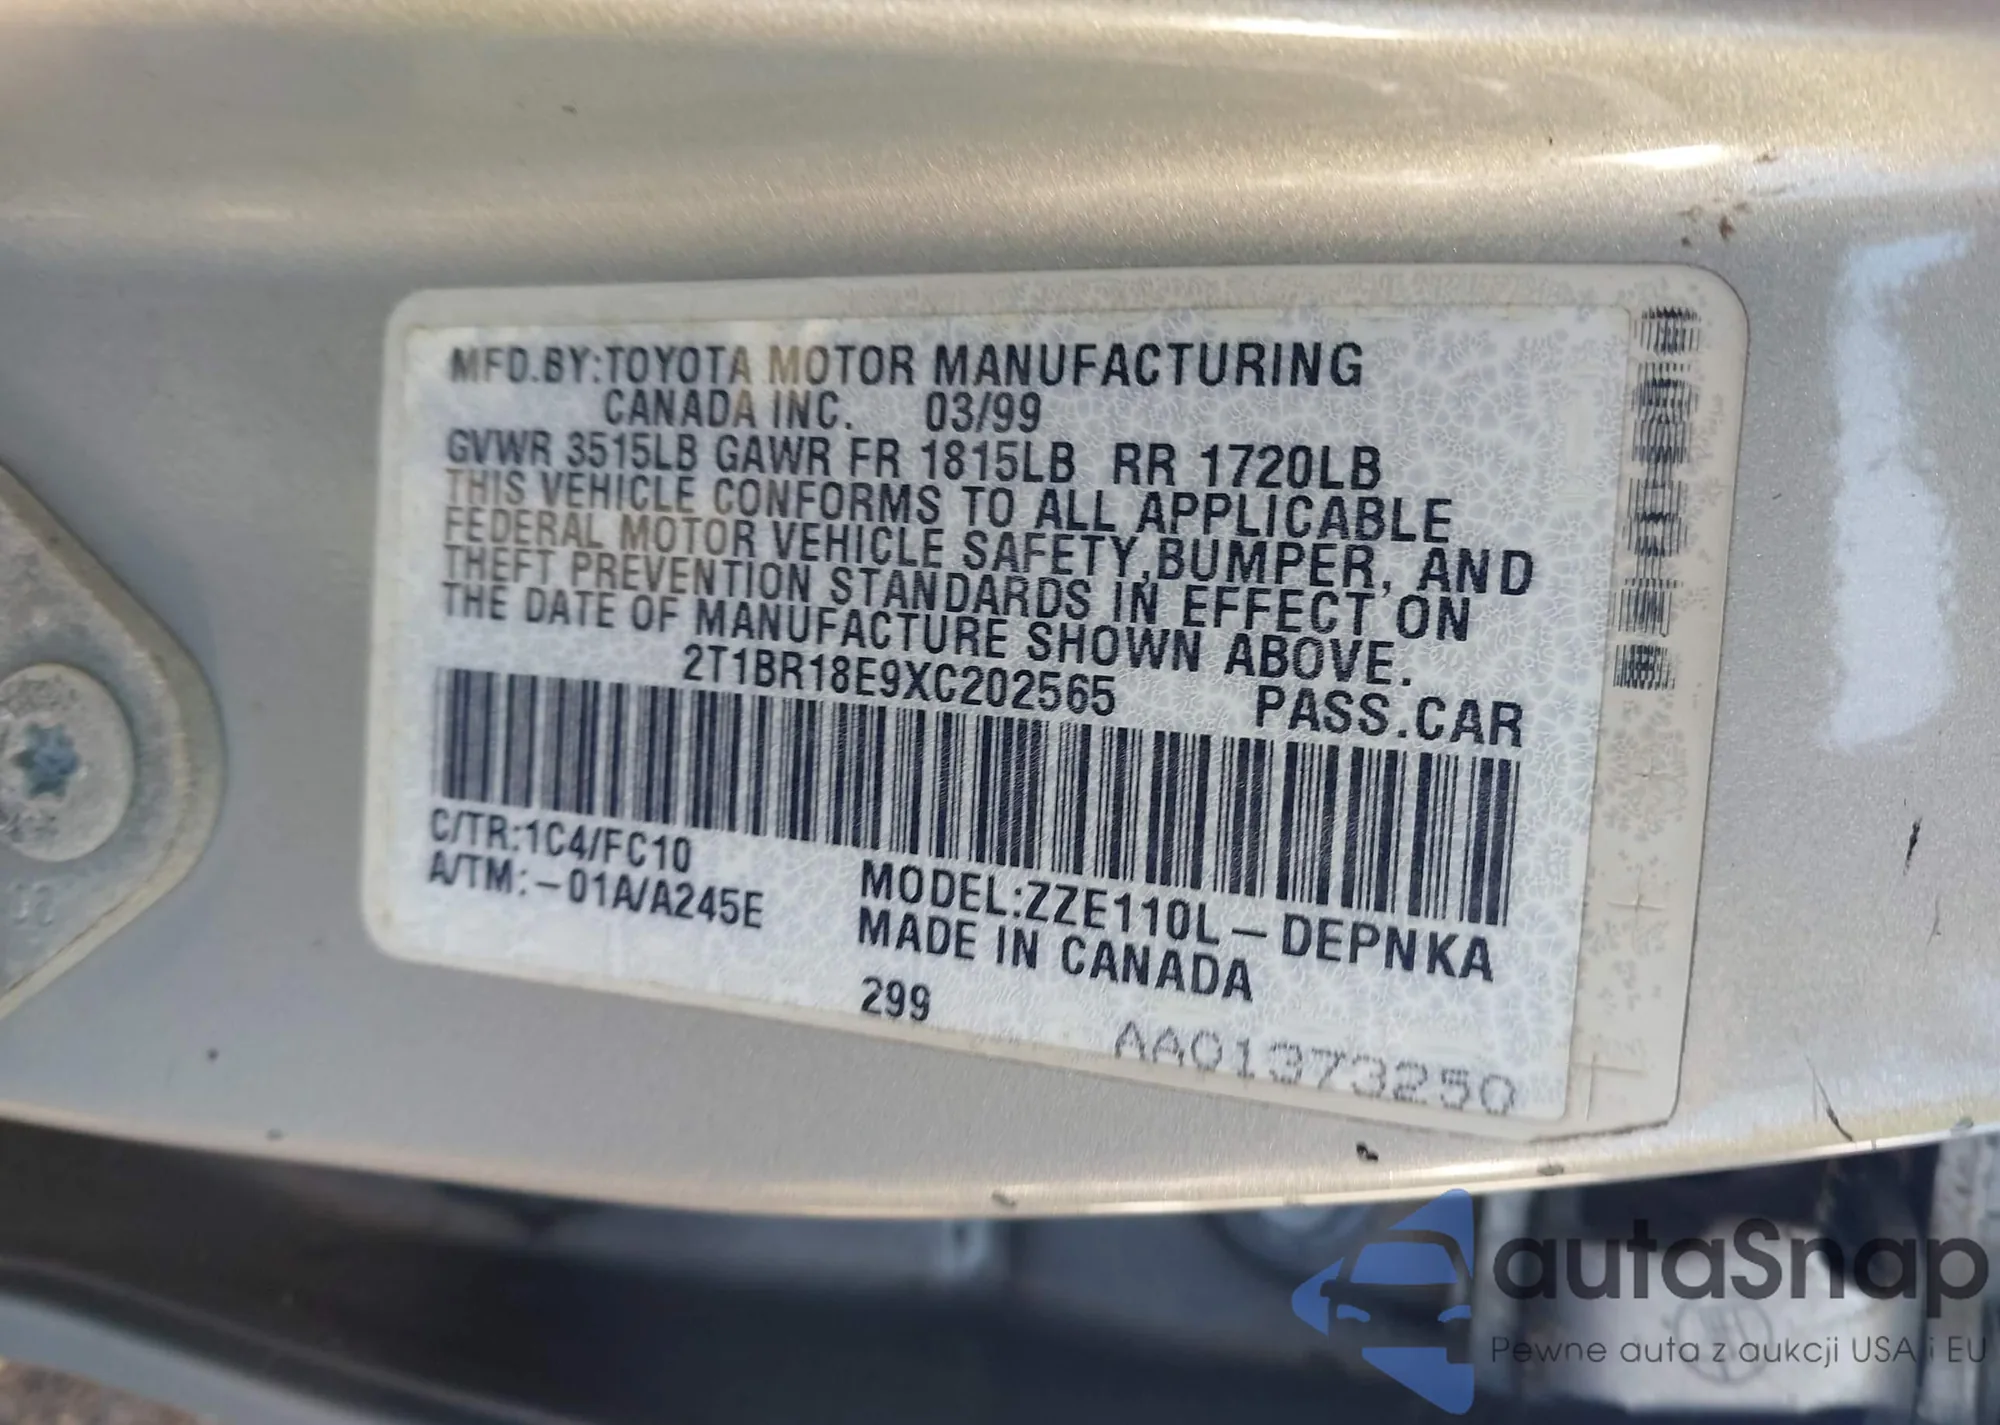 MFD.BY:TOYOTA MOTOR MANUFACTURING
CANADA INC. 03/99
GVWR 3515LB GAWR FR 1815LB RR 1720LB
THIS VEHICLE CONFORMS TO ALL APPLICABLE
FEDERAL MOTOR VEHICLE SAFETY,BUMPER, AND
THEFT PREVENTION STANDARDS IN EFFECT ON
THE DATE OF MANUFACTURE SHOWN ABOVE.
2T1BR18E9XC202565 PASS.CAR
C/TR:1C4/FC10
A/TM:-01A/A245E
MODEL:ZZE110L-DEPNKA
MADE IN CANADA
299
AA01373250
autaSnap
Pewne auta z aukcji USA i EU